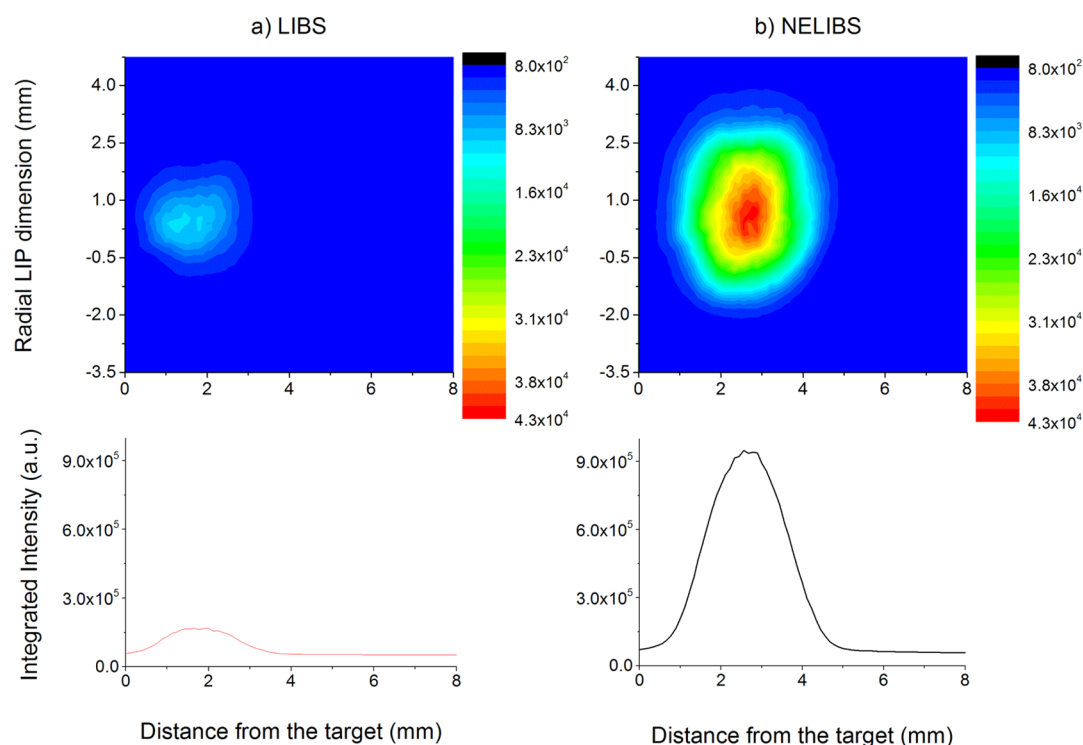 a) LIBS
b) NELIBS
Radial LIP dimension (mm)
4.0
2.5
1.0
-0.5
-2.0
-3.5
0 2 4 6 8
8.0x10²
8.3x10³
1.6x10⁴
2.3x10⁴
3.1x10⁴
3.8x10⁴
4.3x10⁴
4.0
2.5
1.0
-0.5
-2.0
-3.5
0 2 4 6 8
8.0x10²
8.3x10³
1.6x10⁴
2.3x10⁴
3.1x10⁴
3.8x10⁴
4.3x10⁴
Integrated Intensity (a.u.)
9.0x10⁵
6.0x10⁵
3.0x10⁵
0.0
0 2 4 6 8
Distance from the target (mm)
9.0x10⁵
6.0x10⁵
3.0x10⁵
0.0
0 2 4 6 8
Distance from the target (mm)